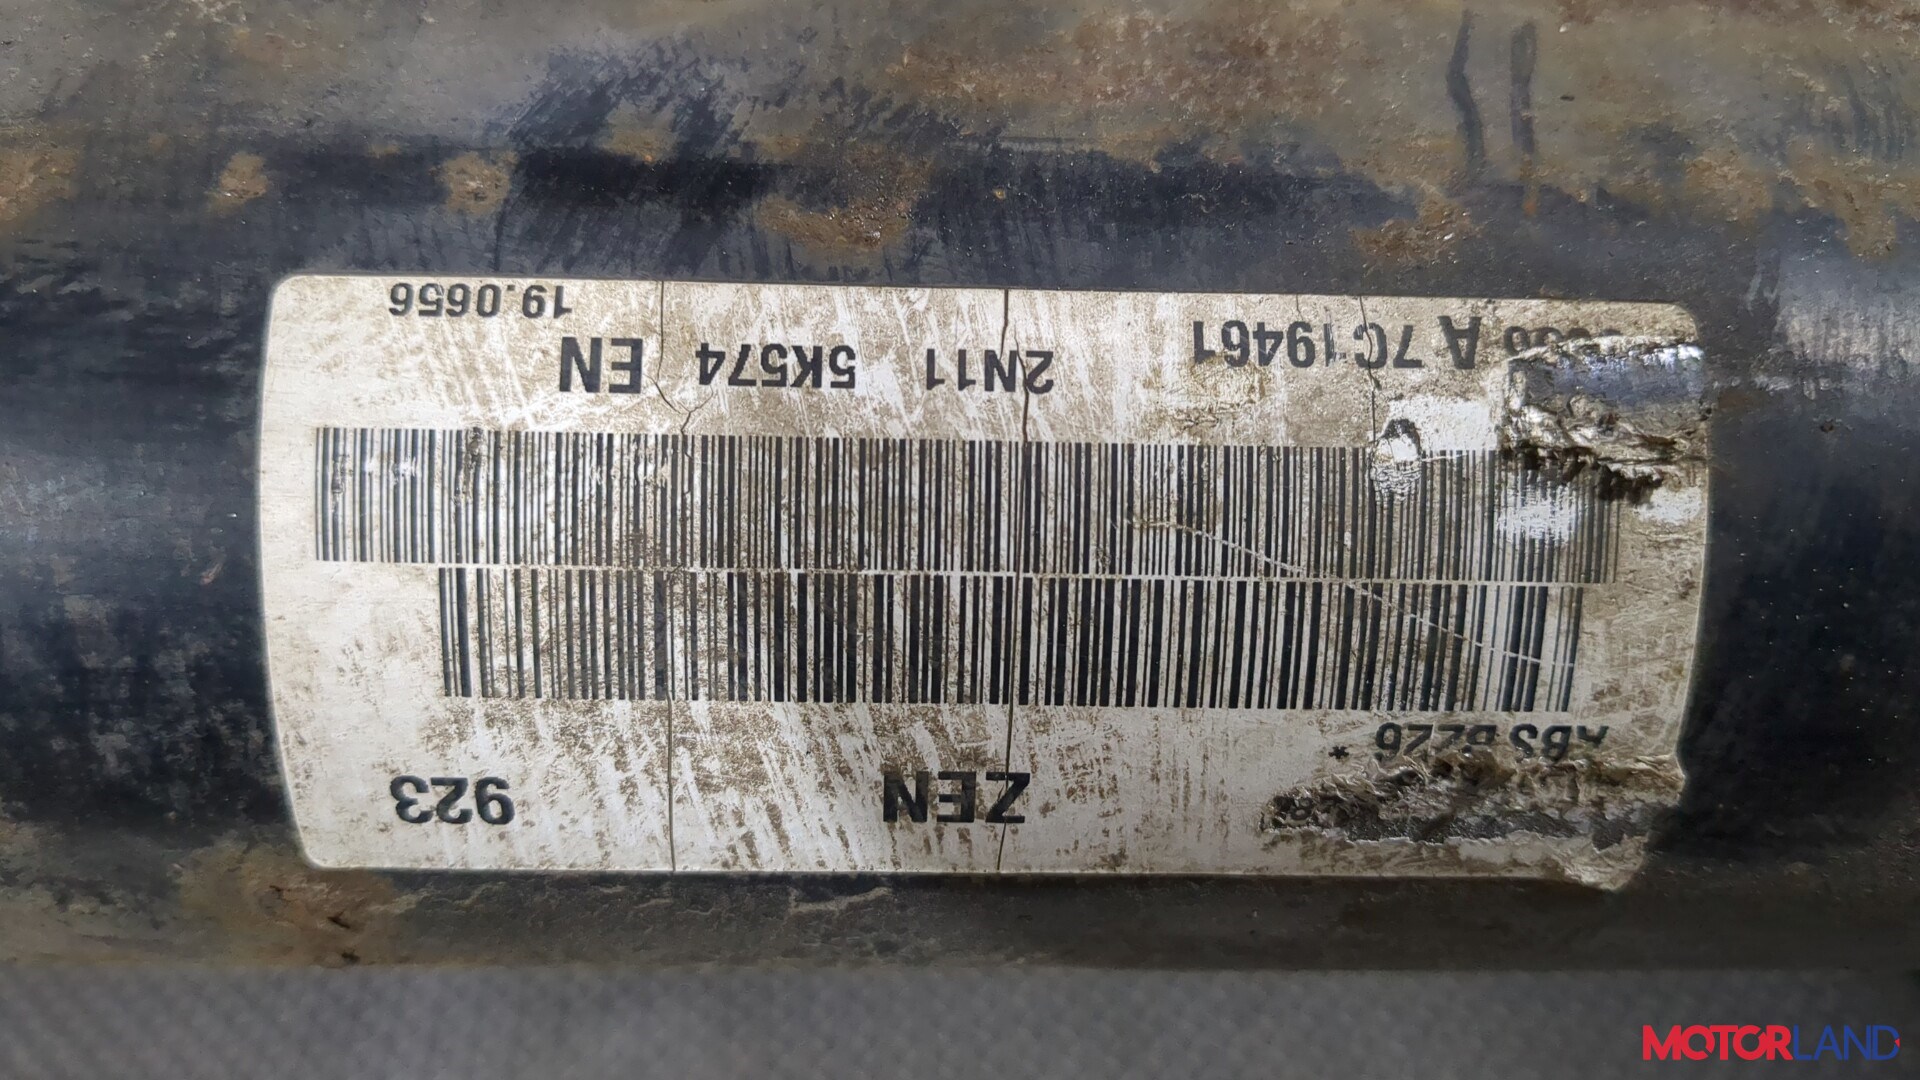 ZEN 923
*
A 7C19461 2N11 5K574 EN
19.0656
MOTORLAND